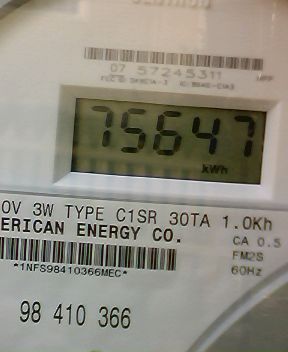 07 57245311
75647
kWh
0V 3W TYPE C1SR 30TA 1.0Kh
ERICAN ENERGY CO.
CA 0.5
FM2S
*1NFS98410366MEC*
60Hz
98 410 366